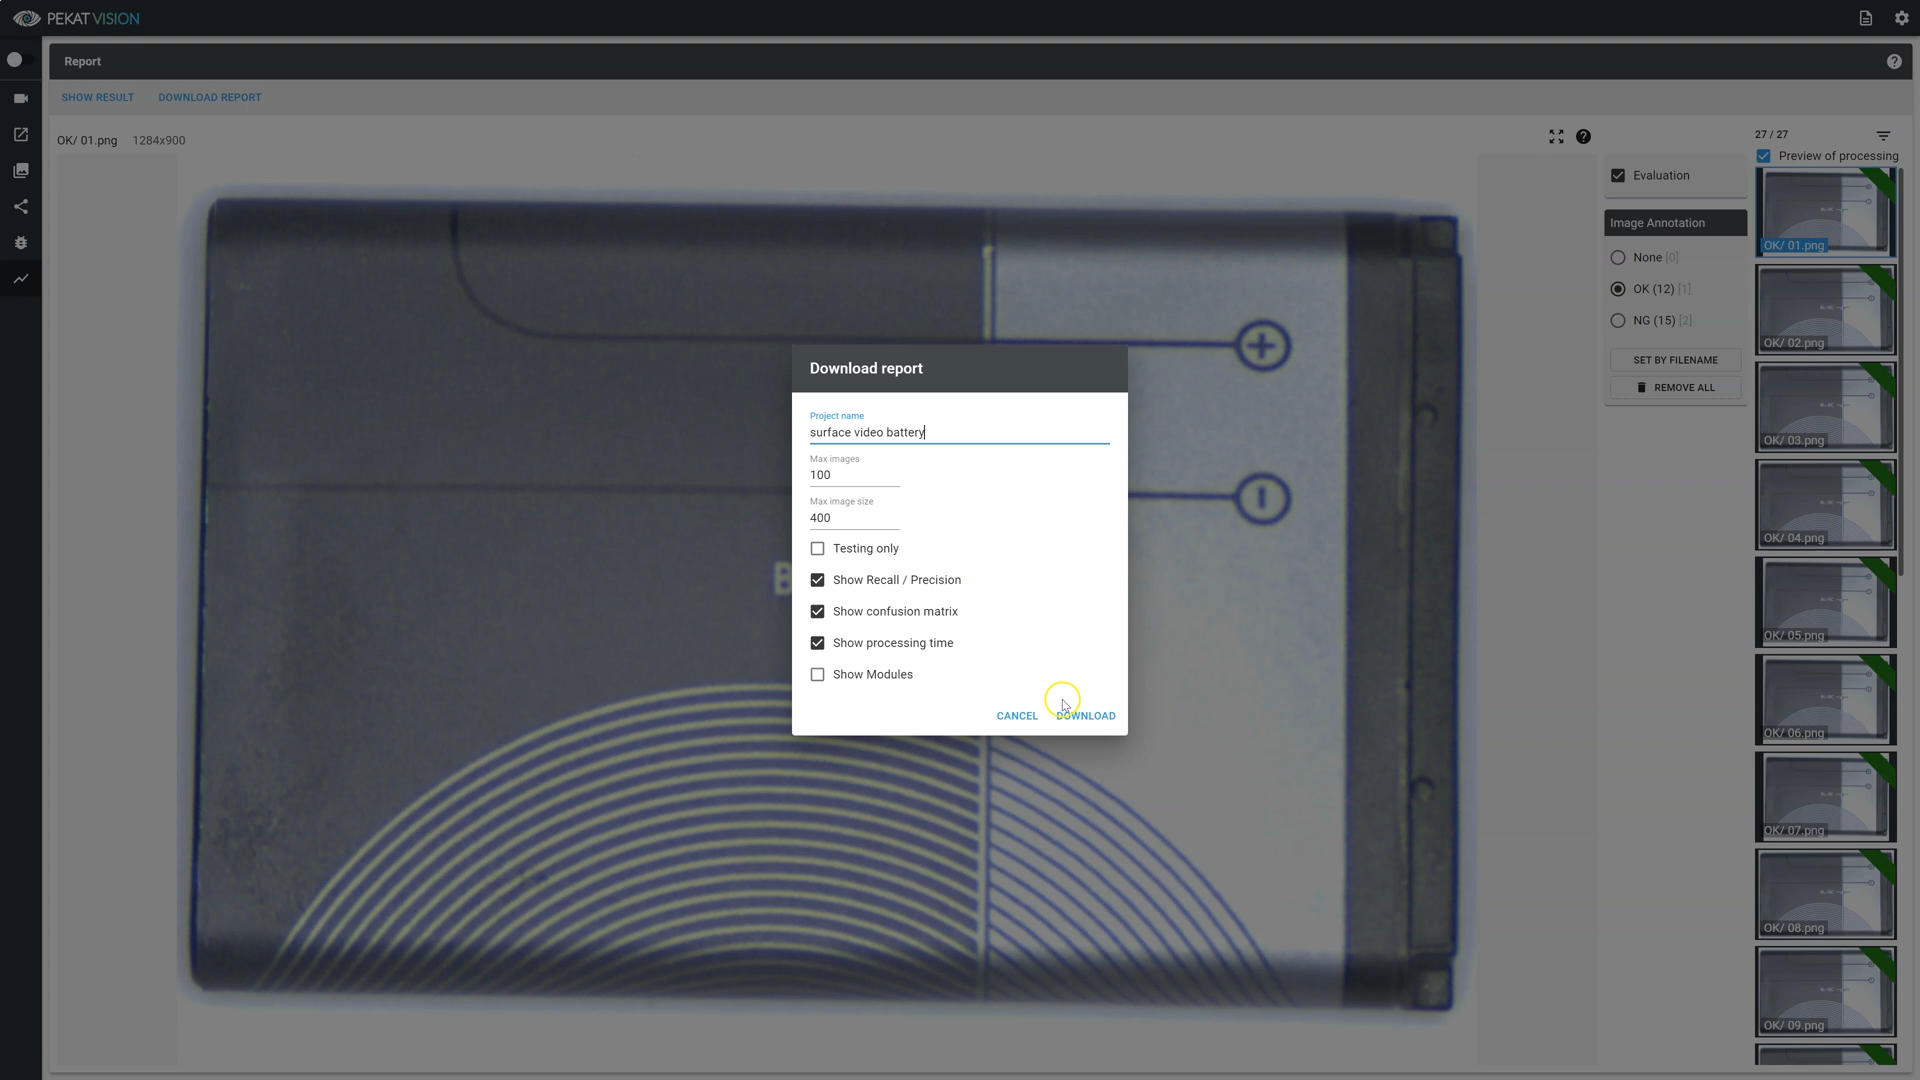 PEKAT VISION
Report
SHOW RESULT DOWNLOAD REPORT
OK/ 01.png 1284x900
27 / 27
Preview of processing
Evaluation
Image Annotation
None [0]
OK (12) [1]
NG (15) [2]
SET BY FILENAME
REMOVE ALL
Download report
Project name
surface video battery
Max images
100
Max image size
400
Testing only
Show Recall / Precision
Show confusion matrix
Show processing time
Show Modules
CANCEL DOWNLOAD
B
OK/ 01.png
OK/ 02.png
OK/ 03.png
OK/ 04.png
OK/ 05.png
OK/ 06.png
OK/ 07.png
OK/ 08.png
OK/ 09.png